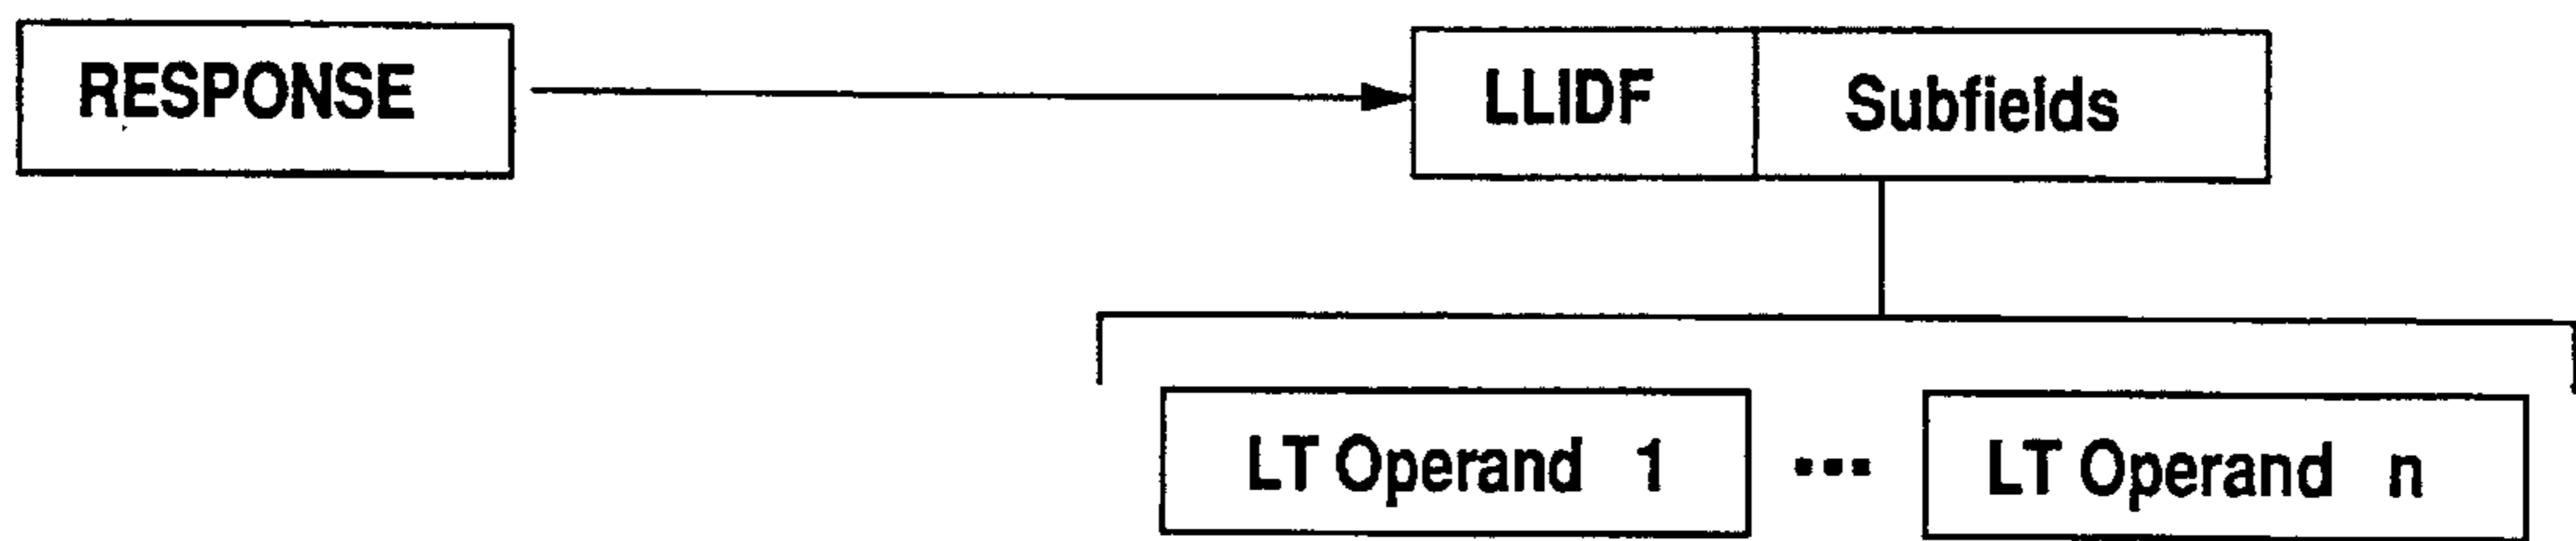 RESPONSE
LLIDF
Subfields
LT Operand 1
...
LT Operand n